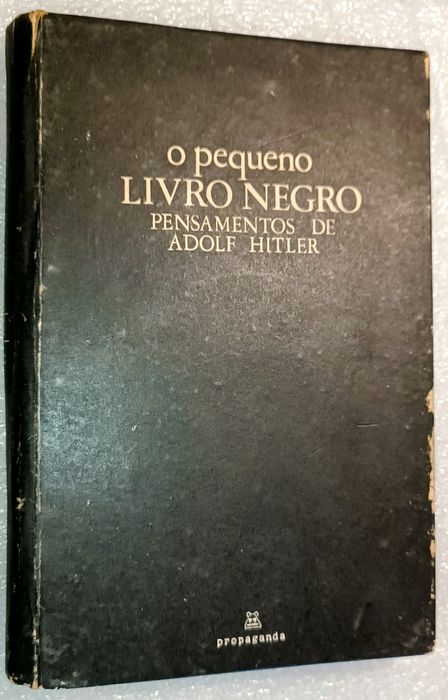 o pequeno
LIVRO NEGRO
PENSAMENTOS DE
ADOLF HITLER
propaganda